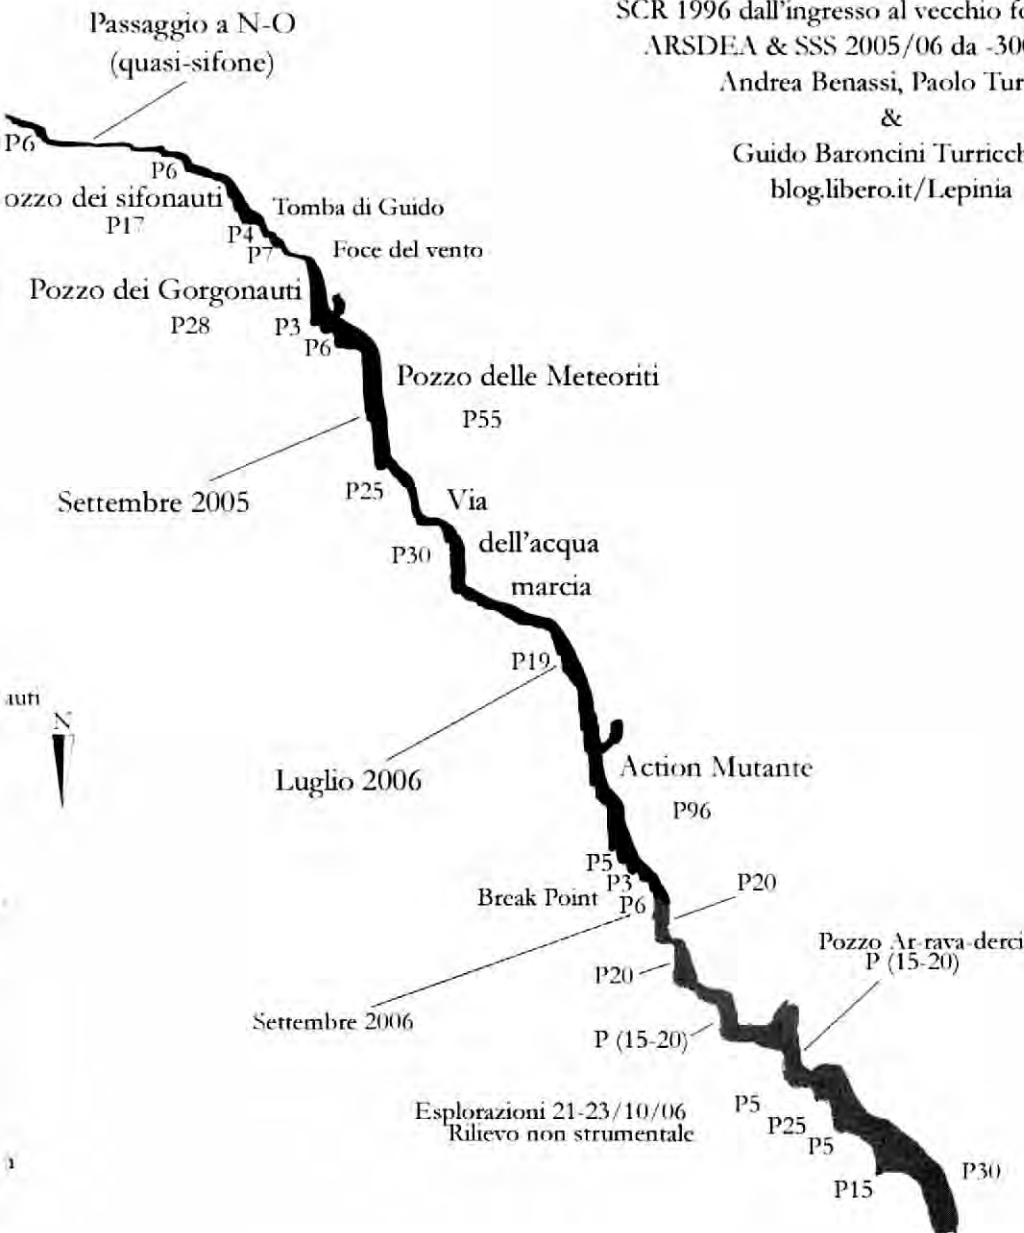 Passaggio a N-O
(quasi-sifone)
SCR 1996 dall'ingresso al vecchio
ARSDEA & SSS 2005/06 da
Andrea Benassi, Paolo
&
Guido Baroncini
blog.libero.it/Lepinia
P6
P6
ozzo dei sifonauti
P17
Tomba di Guido
P4
P7
Foce del vento
Pozzo dei Gorgonauti
P28
P3
P6
Pozzo delle Meteoriti
P55
Settembre 2005
P25
Via
dell'acqua
marcia
P30
P19
auti
N
Luglio 2006
Action Mutante
P96
P5
P3
P6
Break Point
P20
Pozzo Ar-rava-derci
P (15-20)
P20
Settembre 2006
P (15-20)
Esplorazioni 21-23/10/06
Rilievo non strumentale
P5
P25
P5
P15
P30